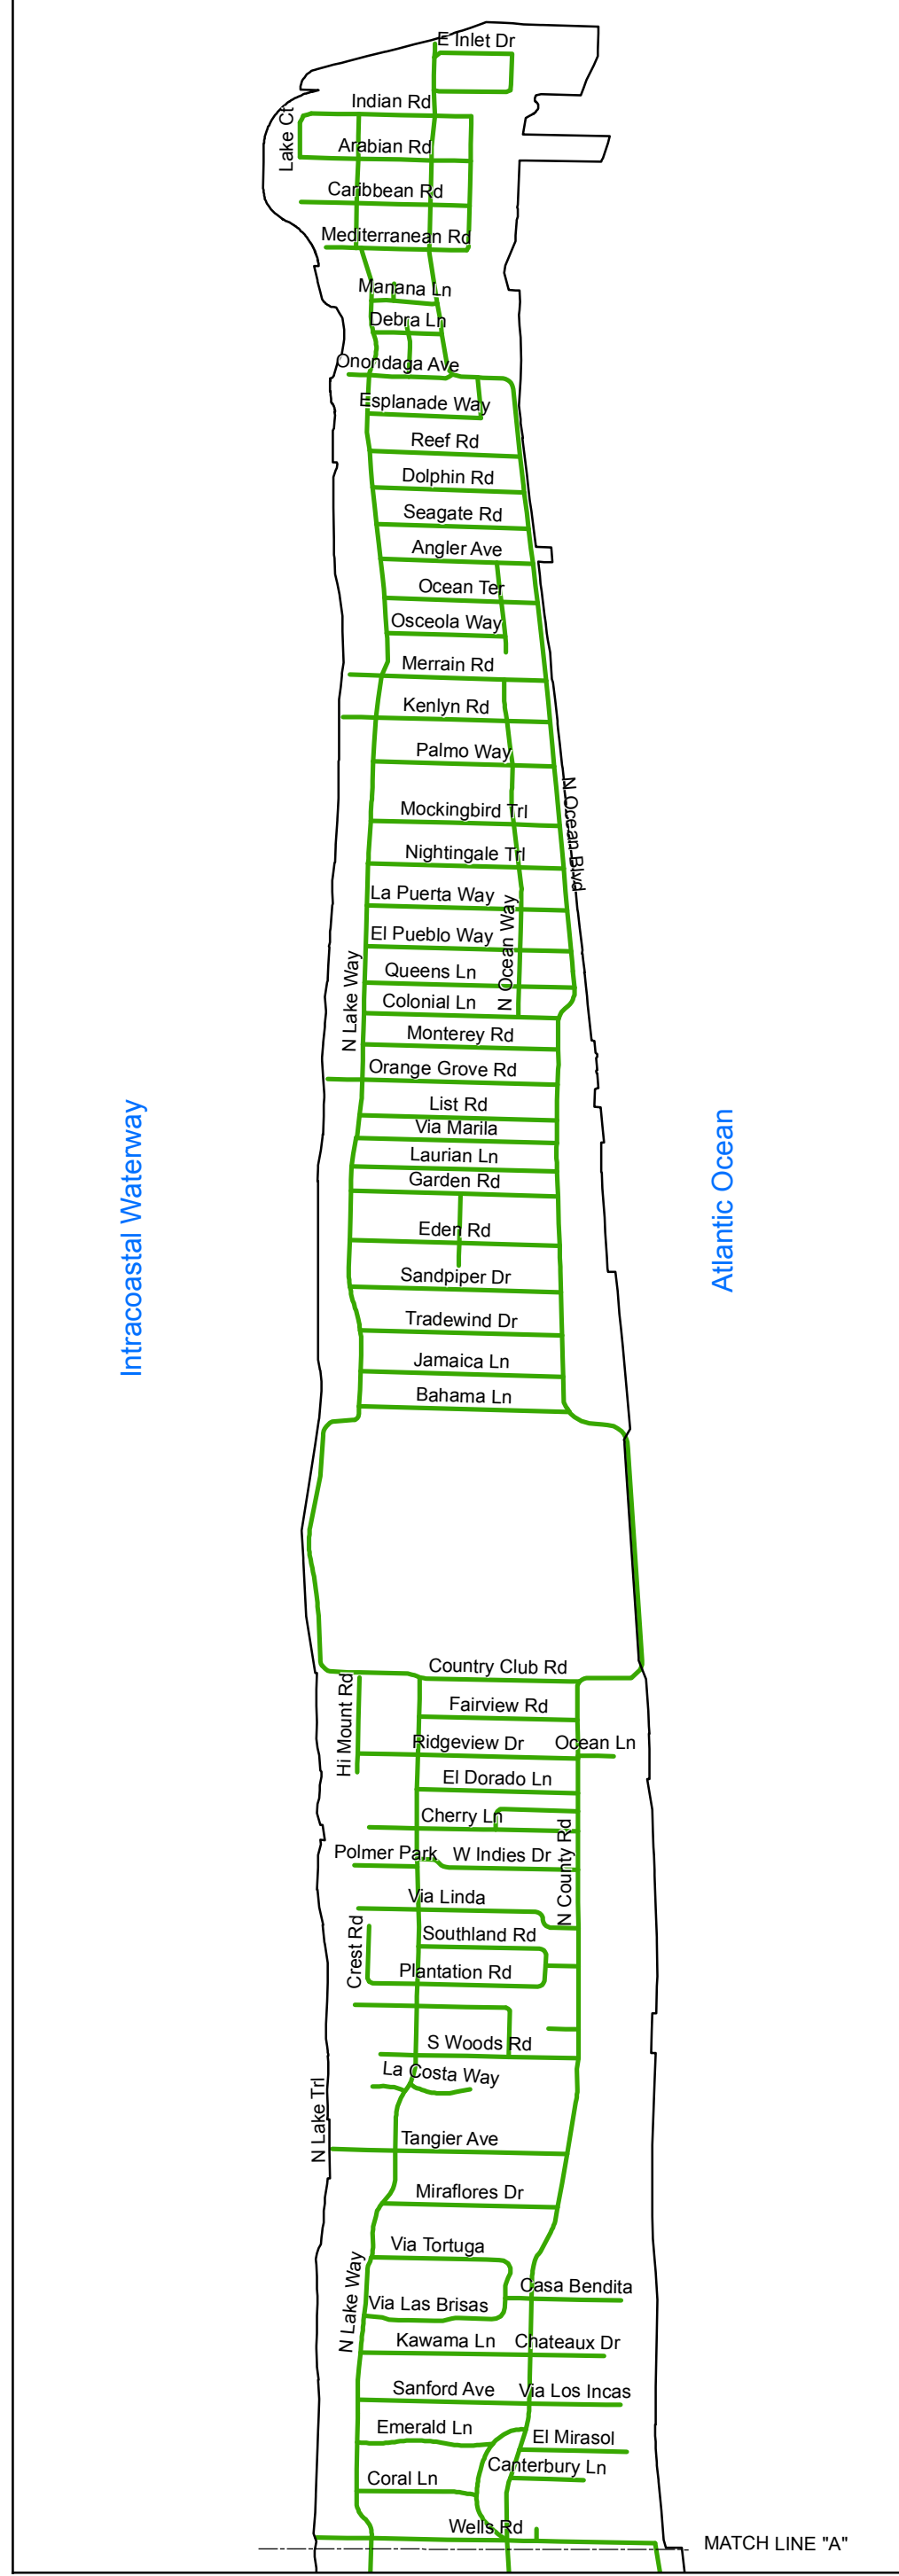 E Inlet Dr
Indian Rd
Lake Ct
Arabian Rd
Caribbean Rd
Mediterranean Rd
Manana Ln
Debra Ln
Onondaga Ave
Esplanade Way
Reef Rd
Dolphin Rd
Seagate Rd
Angler Ave
Ocean Ter
Osceola Way
Merrain Rd
Kenlyn Rd
Palmo Way
N Ocean Blvd
Mockingbird Trl
Nightingale Trl
La Puerta Way
N Ocean Way
El Pueblo Way
N Lake Way
Queens Ln
Colonial Ln
Monterey Rd
Orange Grove Rd
List Rd
Via Marila
Intracoastal Waterway
Atlantic Ocean
Laurian Ln
Garden Rd
Eden Rd
Sandpiper Dr
Tradewind Dr
Jamaica Ln
Bahama Ln
Country Club Rd
Hi Mount Rd
Fairview Rd
Ridgeview Dr
Ocean Ln
El Dorado Ln
Cherry Ln
N County Rd
Polmer Park
W Indies Dr
Via Linda
Crest Rd
Southland Rd
Plantation Rd
S Woods Rd
La Costa Way
N Lake Trl
Tangier Ave
Miraflores Dr
Via Tortuga
N Lake Way
Casa Bendita
Via Las Brisas
Kawama Ln
Chateaux Dr
Sanford Ave
Via Los Incas
Emerald Ln
El Mirasol
Canterbury Ln
Coral Ln
Wells Rd
MATCH LINE "A"